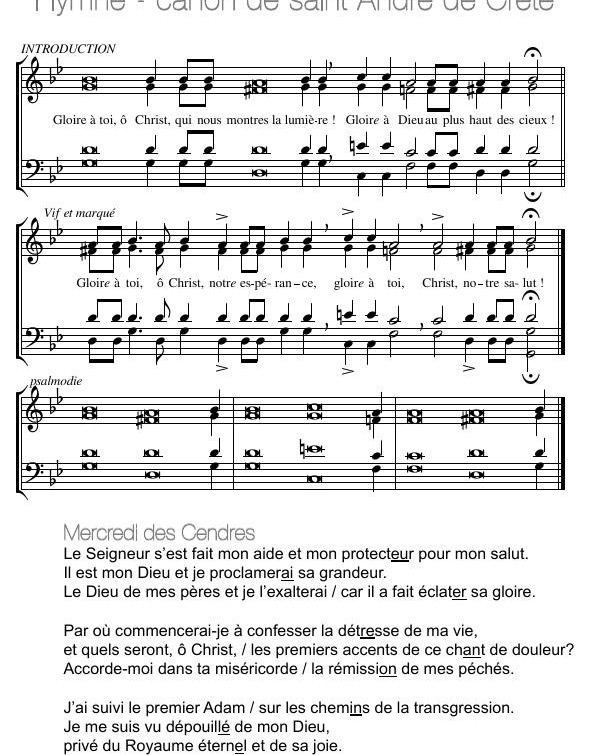 Hymne - canon de saint André de Crète
INTRODUCTION
Gloire à toi, ô Christ, qui nous montres la lumiè-re ! Gloire à Dieu au plus haut des cieux !
Vif et marqué
Gloire à toi, ô Christ, notre es-pé-ran-ce, gloire à toi, Christ, no-tre sa-lut !
psalmodie
Mercredi des Cendres
Le Seigneur s'est fait mon aide et mon protecteur pour mon salut.
Il est mon Dieu et je proclamerai sa grandeur.
Le Dieu de mes pères et je l'exalterai / car il a fait éclater sa gloire.
Par où commencerai-je à confesser la détresse de ma vie,
et quels seront, ô Christ, / les premiers accents de ce chant de douleur?
Accorde-moi dans ta miséricorde / la rémission de mes péchés.
J'ai suivi le premier Adam / sur les chemins de la transgression.
Je me suis vu dépouillé de mon Dieu,
privé du Royaume éternel et de sa joie.